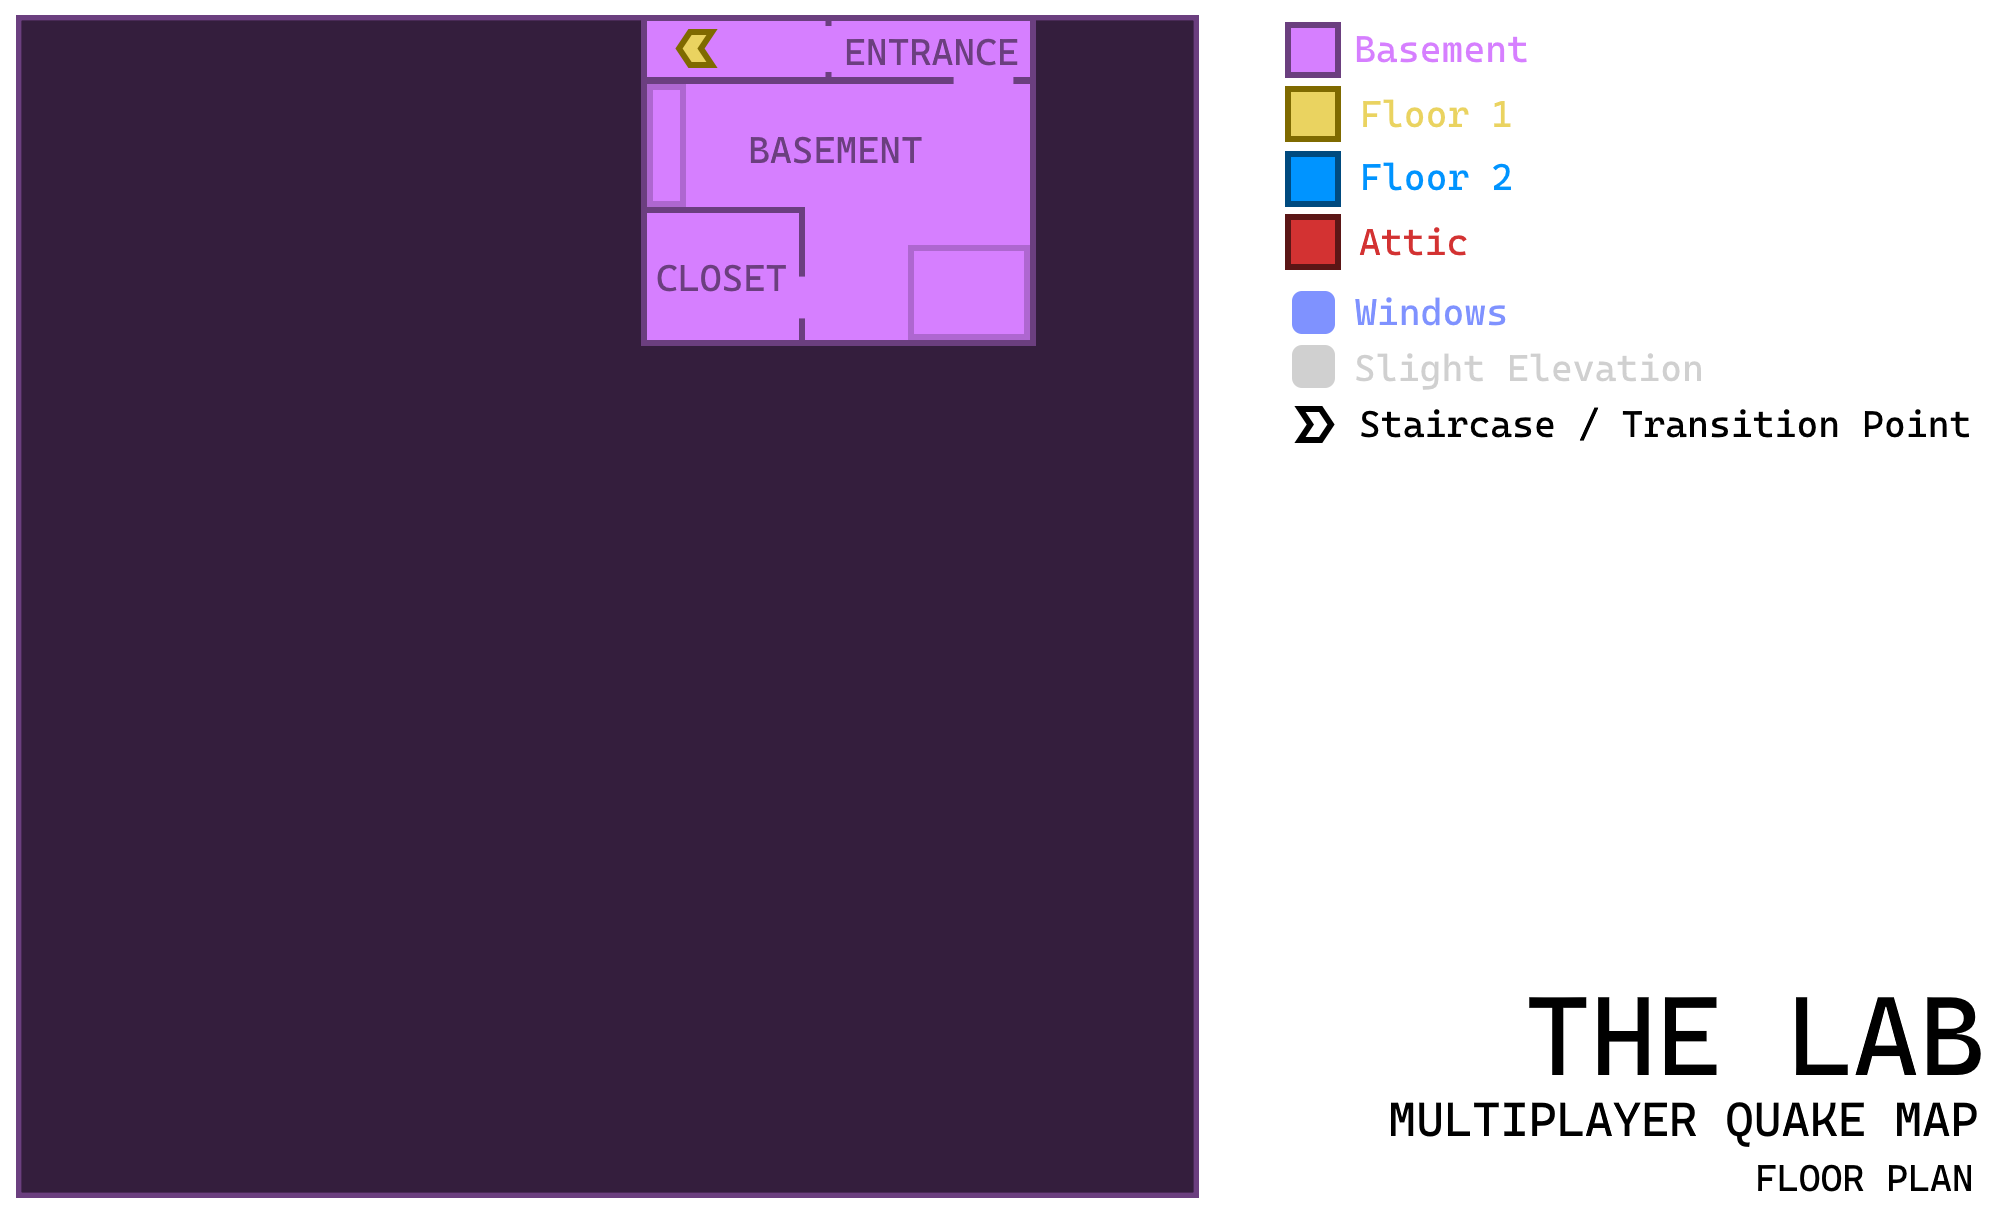 ENTRANCE
BASEMENT
CLOSET
Basement
Floor 1
Floor 2
Attic
Windows
Slight Elevation
Staircase / Transition Point
THE LAB
MULTIPLAYER QUAKE MAP
FLOOR PLAN